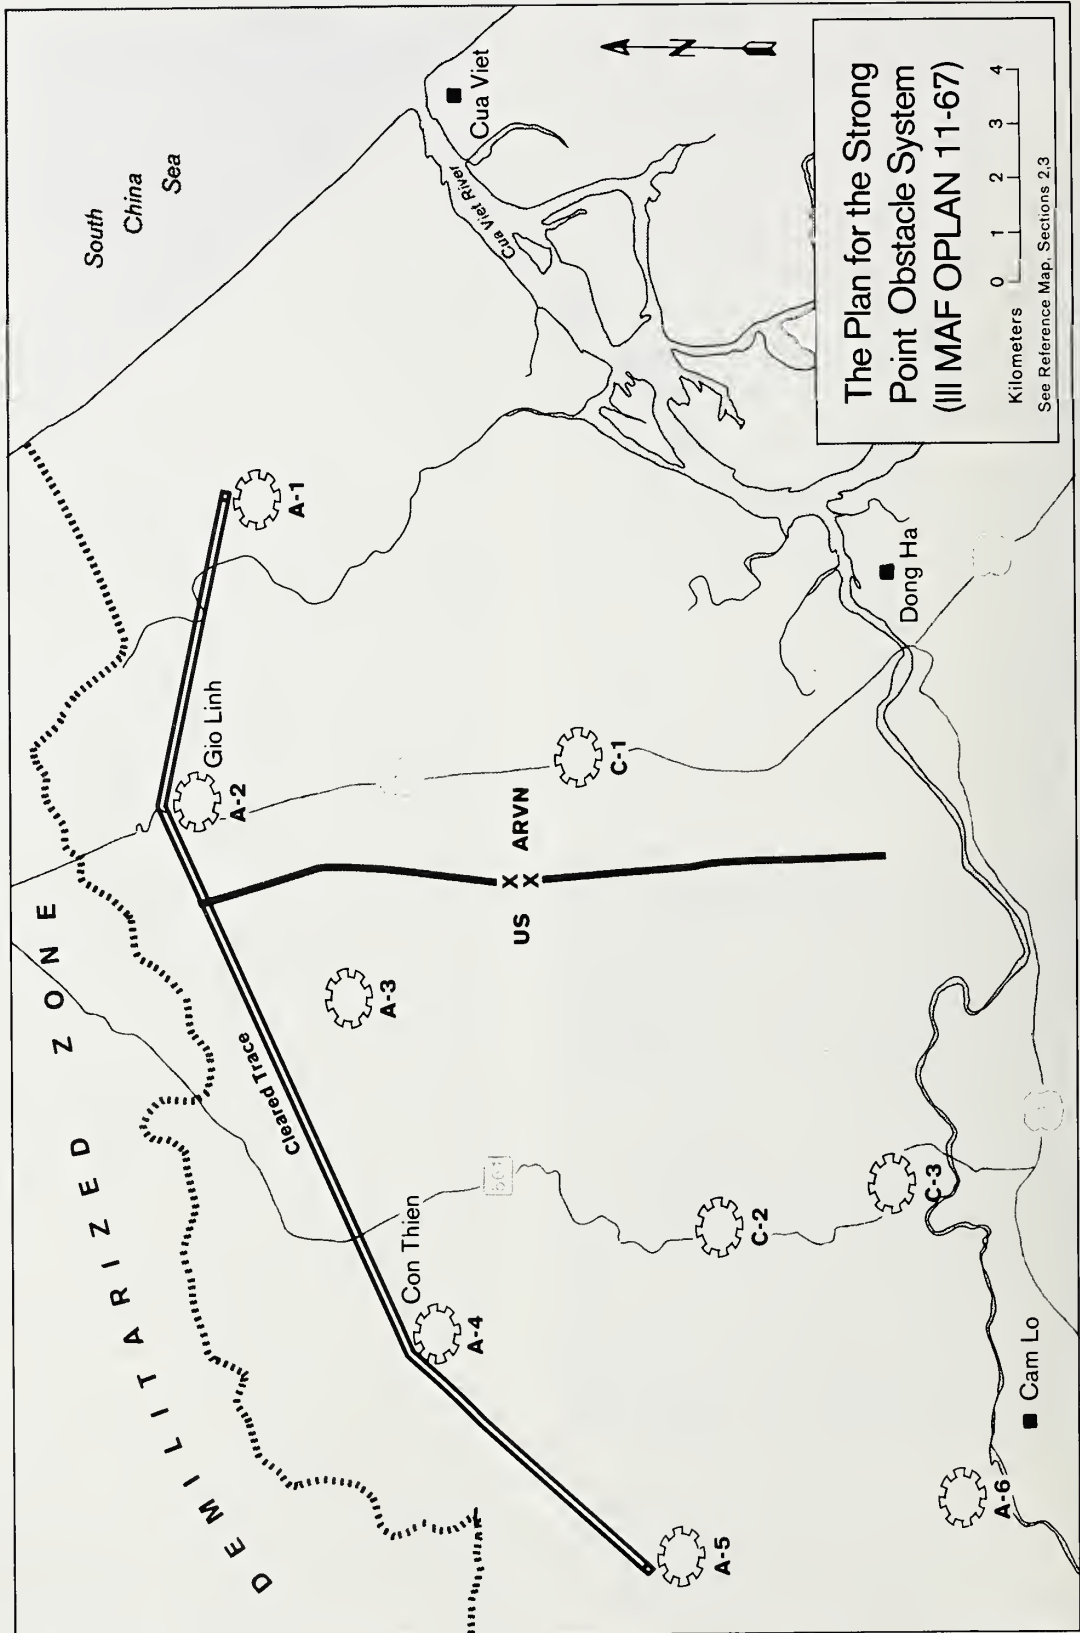 The Plan for the Strong
Point Obstacle System
(III MAF OPLAN 11-67)
Kilometers
0 1 2 3 4
See Reference Map, Sections 2,3
N
South
China
Sea
Cua Viet
Cua Viet River
DEMILITARIZED ZONE
A-1
Gio Linh
A-2
A-3
Cleared Trace
Con Thien
A-4
A-5
US XX ARVN
C-1
C-2
C-3
Dong Ha
Cam Lo
A-6